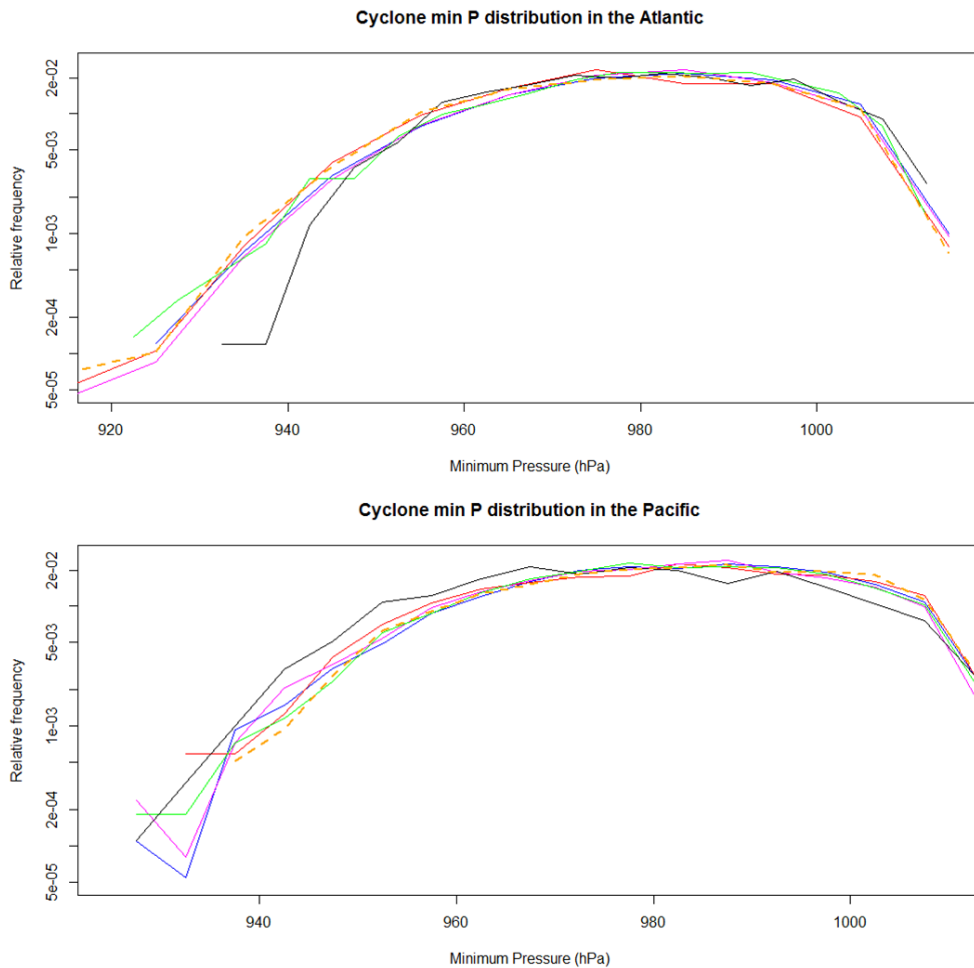 Cyclone min P distribution in the Atlantic
Relative frequency
2e-02
5e-03
1e-03
2e-04
5e-05
920 940 960 980 1000
Minimum Pressure (hPa)
Cyclone min P distribution in the Pacific
Relative frequency
2e-02
5e-03
1e-03
2e-04
5e-05
940 960 980 1000
Minimum Pressure (hPa)